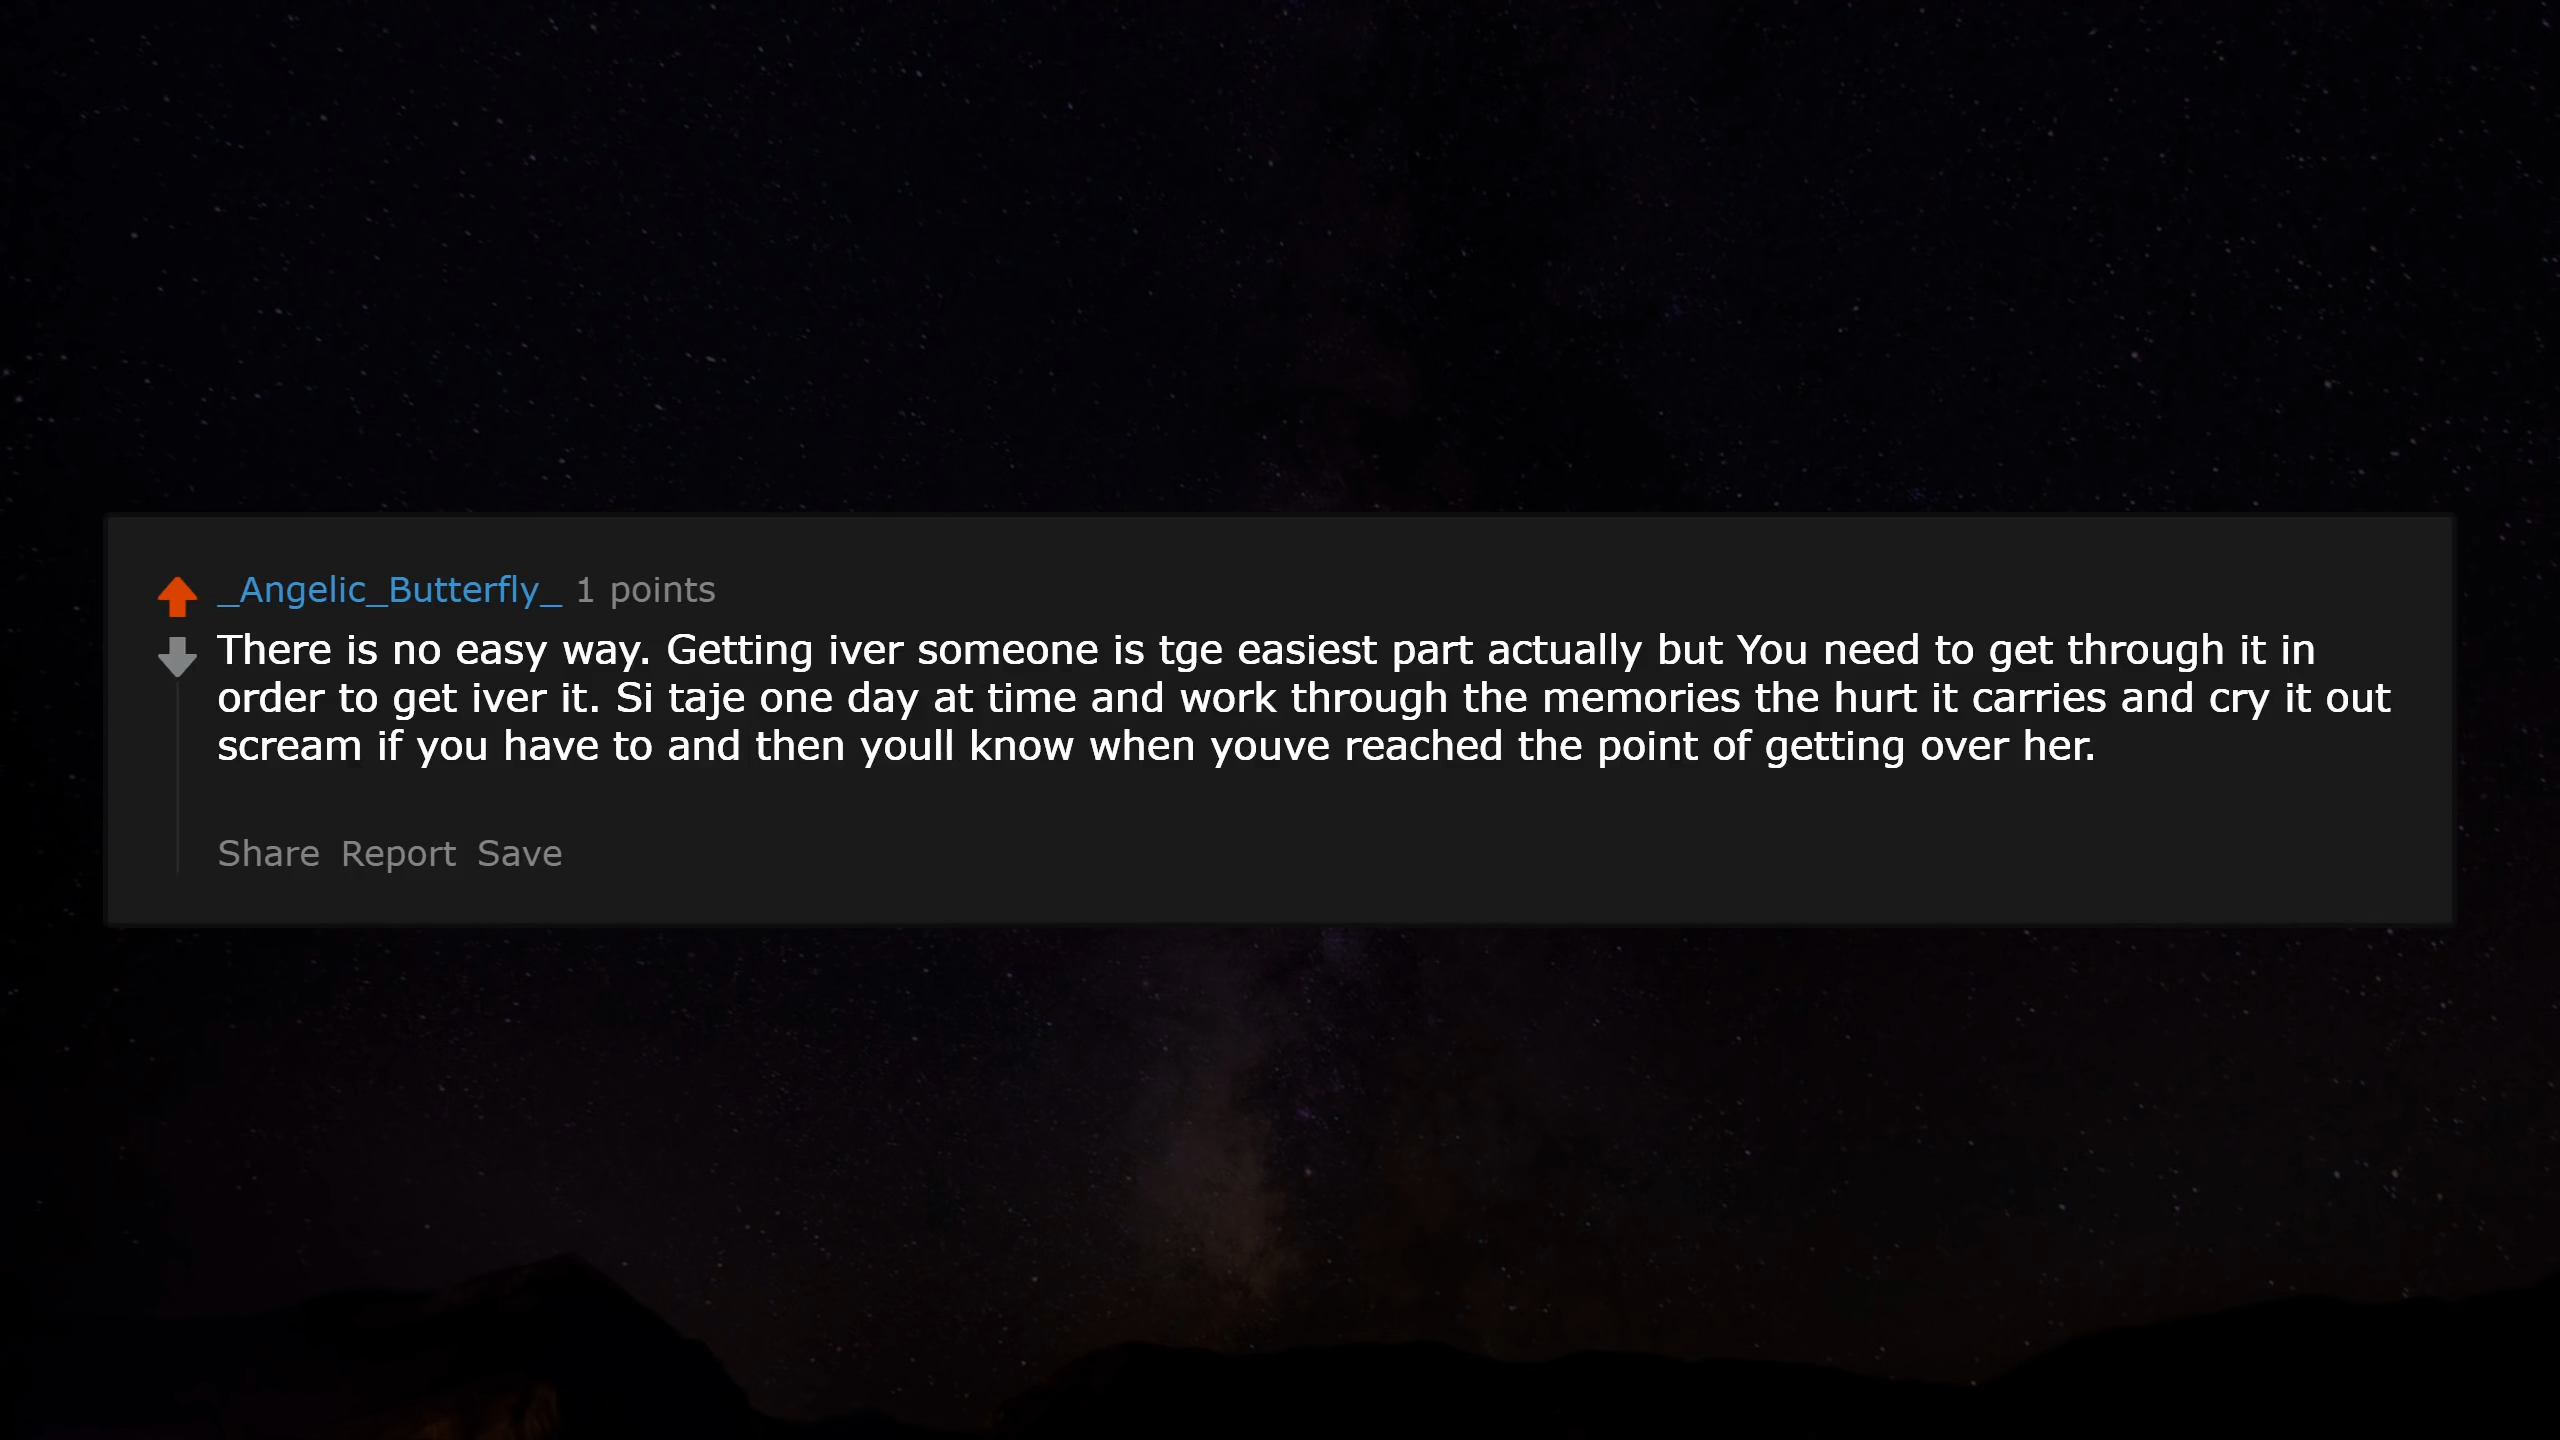 _Angelic_Butterfly_ 1 points
There is no easy way. Getting iver someone is tge easiest part actually but You need to get through it in
order to get iver it. Si taje one day at time and work through the memories the hurt it carries and cry it out
scream if you have to and then youll know when youve reached the point of getting over her.
Share Report Save